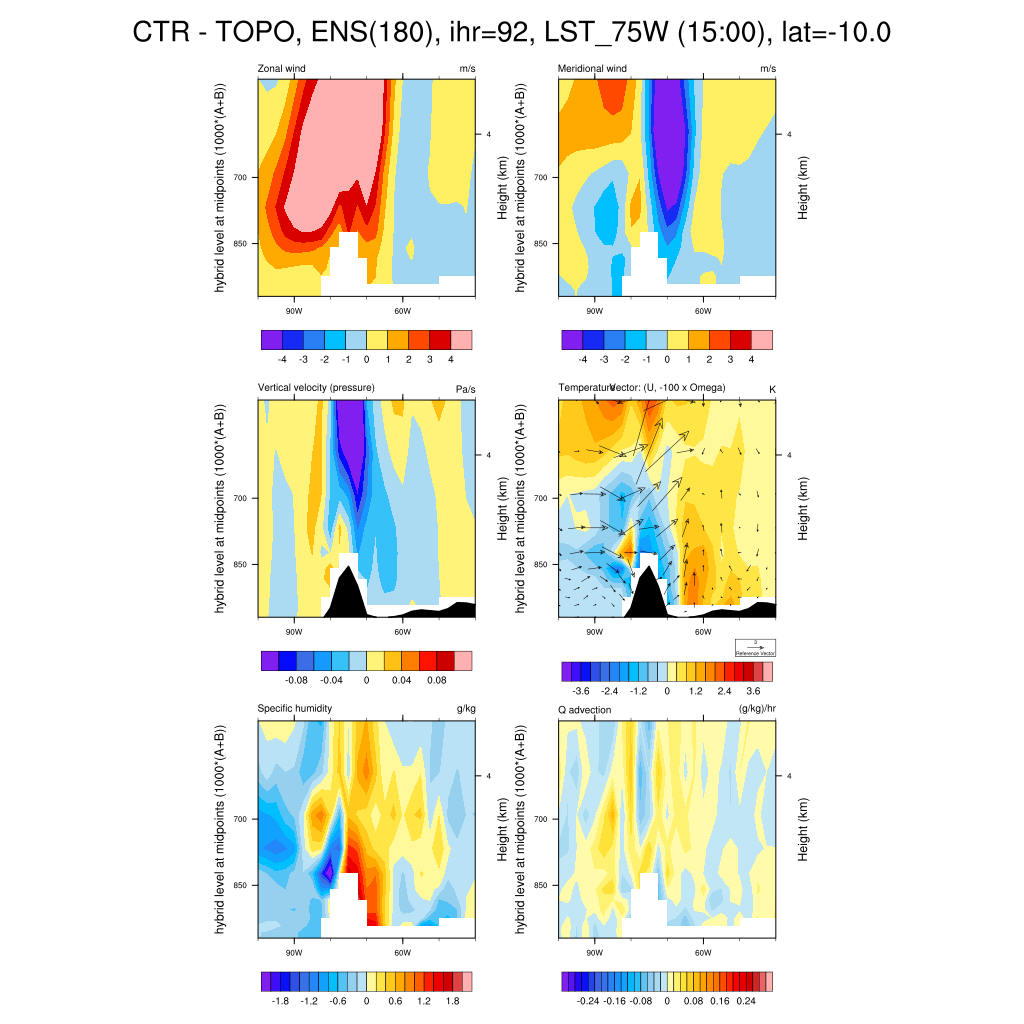 CTR - TOPO, ENS(180), ihr=92, LST_75W (15:00), lat=-10.0
Zonal wind m/s
hybrid level at midpoints (1000*(A+B))
700
850
4
Height (km)
90W 60W
-4 -3 -2 -1 0 1 2 3 4
Meridional wind m/s
hybrid level at midpoints (1000*(A+B))
700
850
4
Height (km)
90W 60W
-4 -3 -2 -1 0 1 2 3 4
Vertical velocity (pressure) Pa/s
hybrid level at midpoints (1000*(A+B))
700
850
4
Height (km)
90W 60W
-0.08 -0.04 0 0.04 0.08
Temperature Vector: (U, -100 x Omega) K
hybrid level at midpoints (1000*(A+B))
700
850
4
Height (km)
90W 60W
3
Reference Vector
-3.6 -2.4 -1.2 0 1.2 2.4 3.6
Specific humidity g/kg
hybrid level at midpoints (1000*(A+B))
700
850
4
Height (km)
90W 60W
-1.8 -1.2 -0.6 0 0.6 1.2 1.8
Q advection (g/kg)/hr
hybrid level at midpoints (1000*(A+B))
700
850
4
Height (km)
90W 60W
-0.24 -0.16 -0.08 0 0.08 0.16 0.24